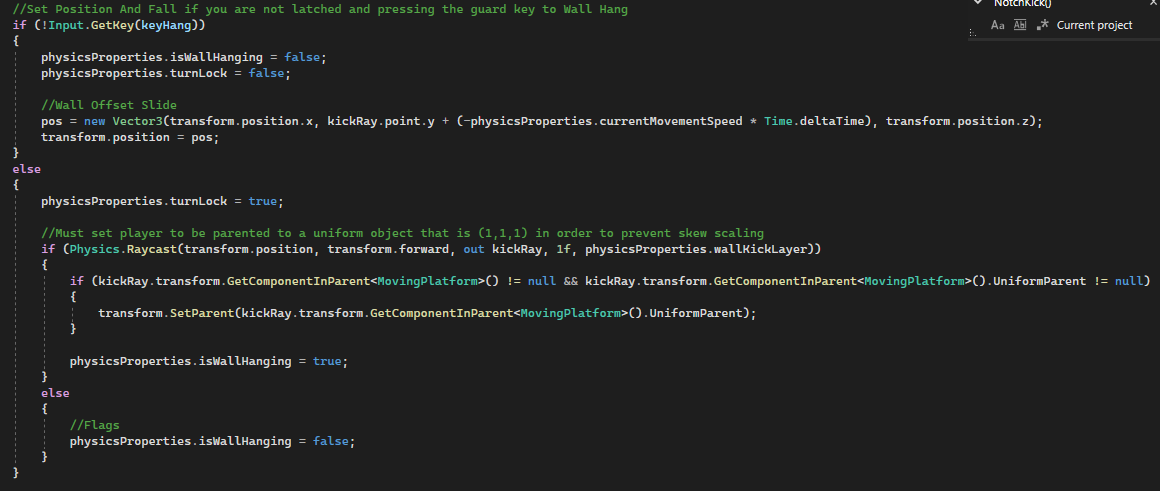 //Set Position And Fall if you are not latched and pressing the guard key to Wall Hang
if (!Input.GetKey(keyHang))
{
physicsProperties.isWallHanging = false;
physicsProperties.turnLock = false;
//Wall Offset Slide
pos = new Vector3(transform.position.x, kickRay.point.y + (-physicsProperties.currentMovementSpeed * Time.deltaTime), transform.position.z);
transform.position = pos;
}
else
{
physicsProperties.turnLock = true;
//Must set player to be parented to a uniform object that is (1,1,1) in order to prevent skew scaling
if (Physics.Raycast(transform.position, transform.forward, out kickRay, 1f, physicsProperties.wallKickLayer))
{
if (kickRay.transform.GetComponentInParent<MovingPlatform>() != null && kickRay.transform.GetComponentInParent<MovingPlatform>().UniformParent != null)
{
transform.SetParent(kickRay.transform.GetComponentInParent<MovingPlatform>().UniformParent);
}
physicsProperties.isWallHanging = true;
}
else
{
//Flags
physicsProperties.isWallHanging = false;
}
}
NotchKick()
Aa Ab .* Current project